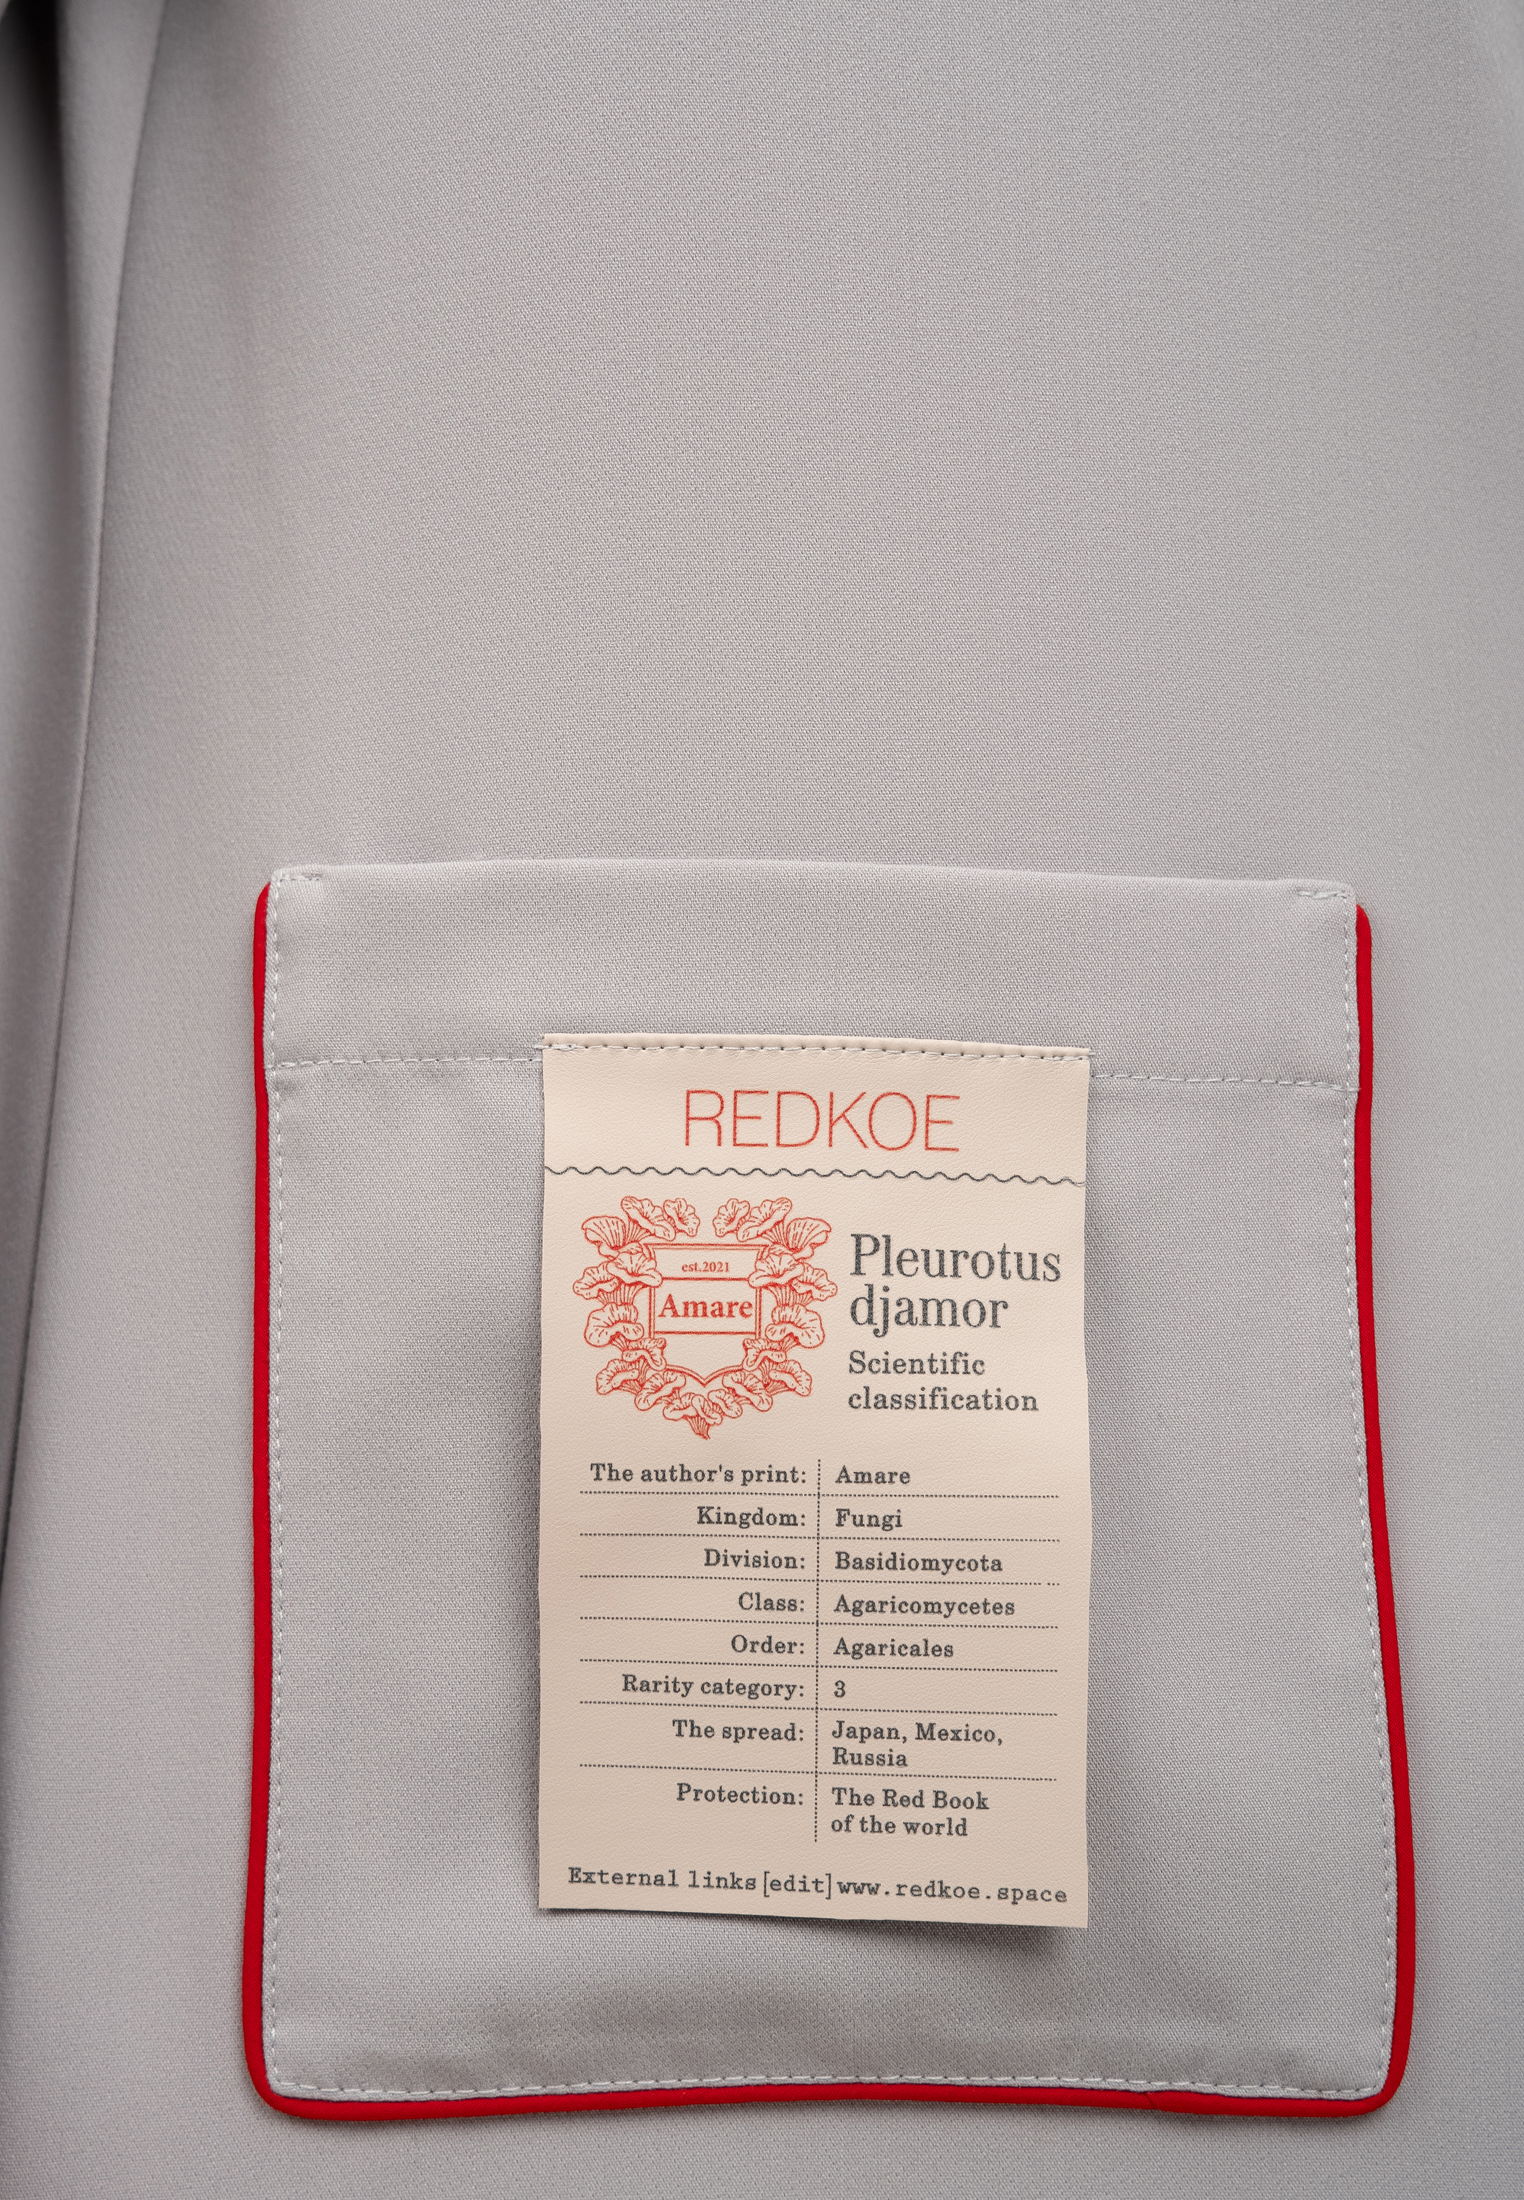 REDKOE
est.2021
Amare
Pleurotus
djamor
Scientific
classification
The author's print: Amare
Kingdom: Fungi
Division: Basidiomycota
Class: Agaricomycetes
Order: Agaricales
Rarity category: 3
The spread: Japan, Mexico,
Russia
Protection: The Red Book
of the world
External links[edit]www.redkoe.space